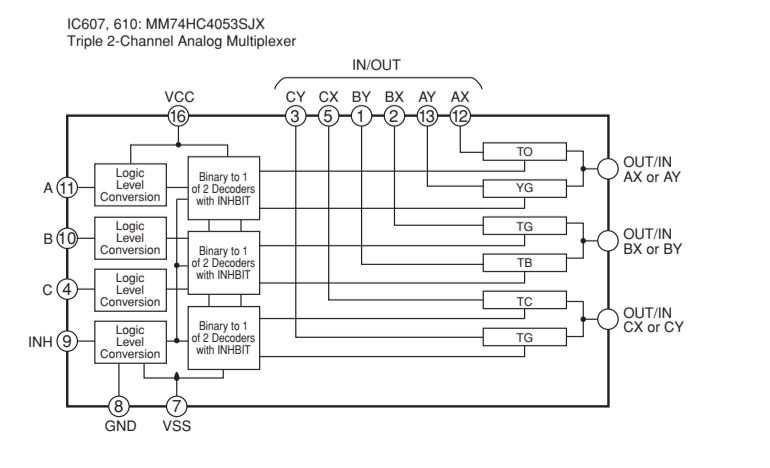 IC607, 610: MM74HC4053SJX
Triple 2-Channel Analog Multiplexer
IN/OUT
VCC
CY
CX
BY
BX
AY
AX
16
3
5
1
2
13
12
TO
OUT/IN
AX or AY
A
11
Logic
Level
Conversion
Binary to 1
of 2 Decoders
with INHBIT
YG
TG
OUT/IN
BX or BY
B
10
Logic
Level
Conversion
Binary to 1
of 2 Decoders
with INHBIT
TB
C
4
Logic
Level
Conversion
TC
OUT/IN
CX or CY
INH
9
Logic
Level
Conversion
Binary to 1
of 2 Decoders
with INHBIT
TG
8
7
GND
VSS